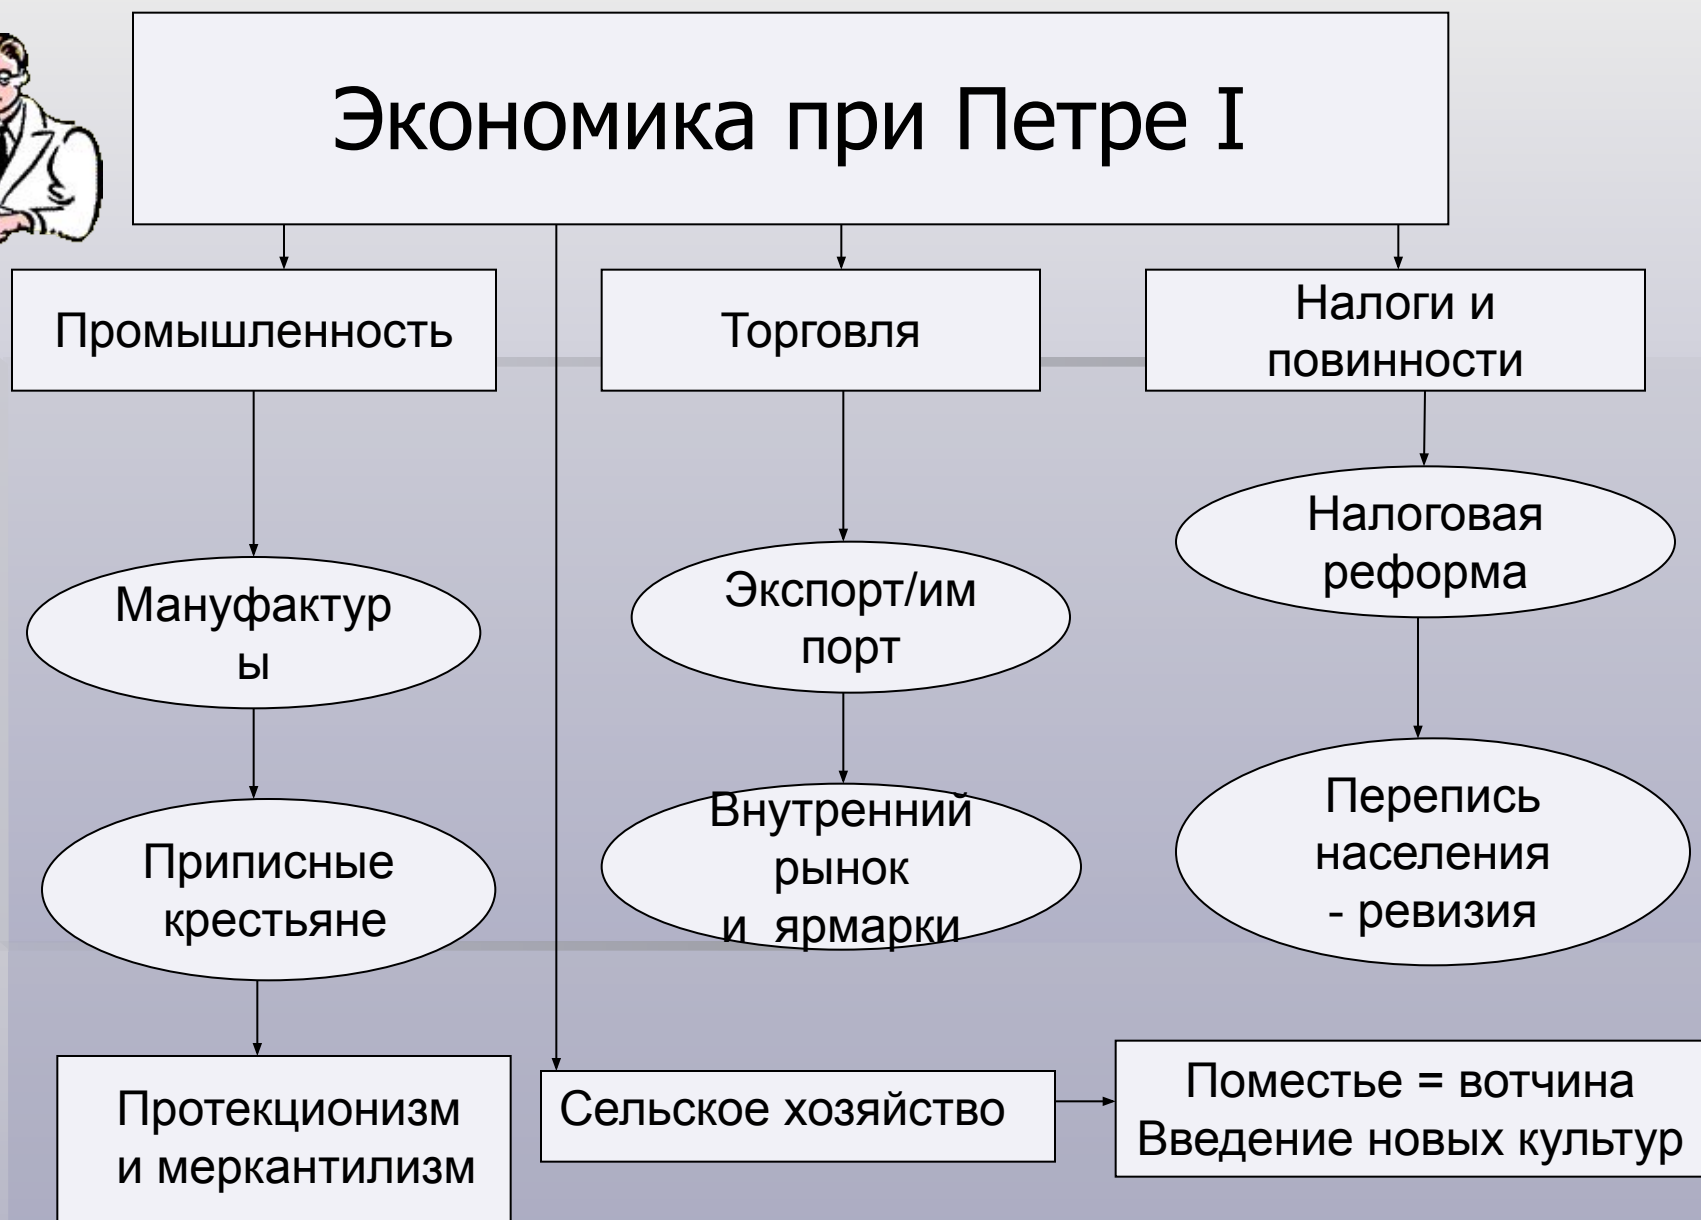 Экономика при Петре I
Промышленность
Торговля
Налоги и
повинности
Мануфактур
ы
Экспорт/им
порт
Налоговая
реформа
Приписные
крестьяне
Внутренний
рынок
и ярмарки
Перепись
населения
- ревизия
Протекционизм
и меркантилизм
Сельское хозяйство
Поместье = вотчина
Введение новых культур